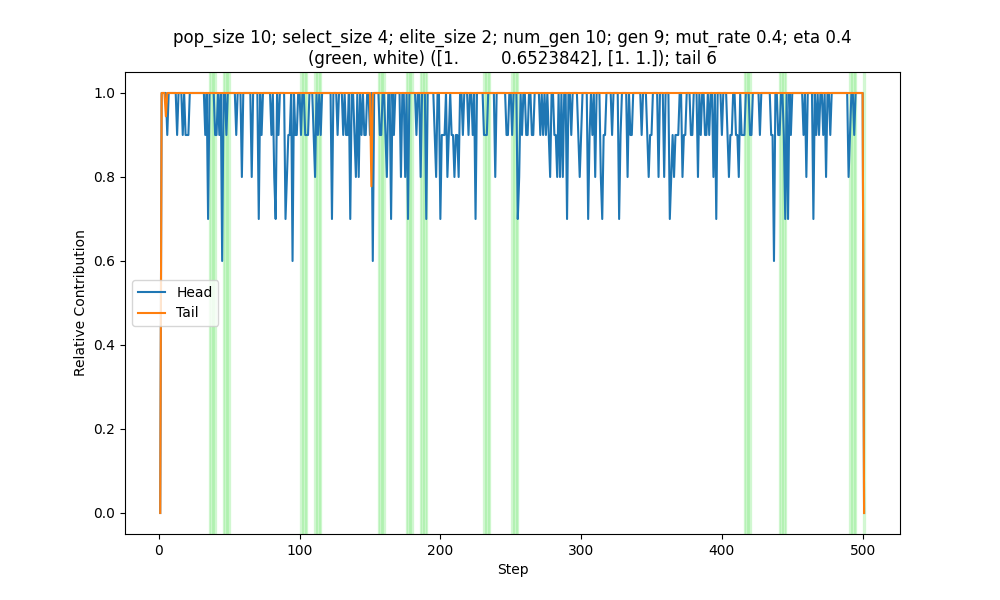 pop_size 10; select_size 4; elite_size 2; num_gen 10; gen 9; mut_rate 0.4; eta 0.4
(green, white) ([1. 0.6523842], [1. 1.]); tail 6
1.0
0.8
0.6
0.4
0.2
0.0
Relative Contribution
Head
Tail
0 100 200 300 400 500
Step